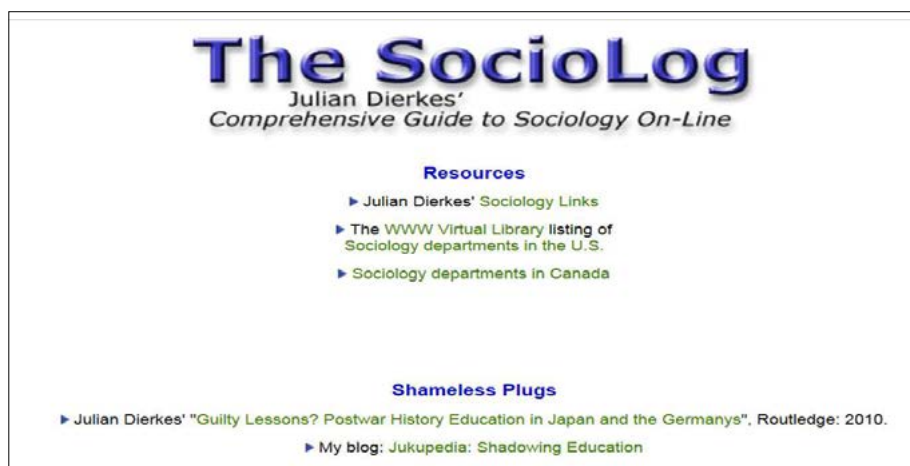 The SocioLog
Julian Dierkes'
Comprehensive Guide to Sociology On-Line
Resources
Julian Dierkes' Sociology Links
The WWW Virtual Library listing of
Sociology departments in the U.S.
Sociology departments in Canada
Shameless Plugs
Julian Dierkes' "Guilty Lessons? Postwar History Education in Japan and the Germanys", Routledge: 2010.
My blog: Jukupedia: Shadowing Education